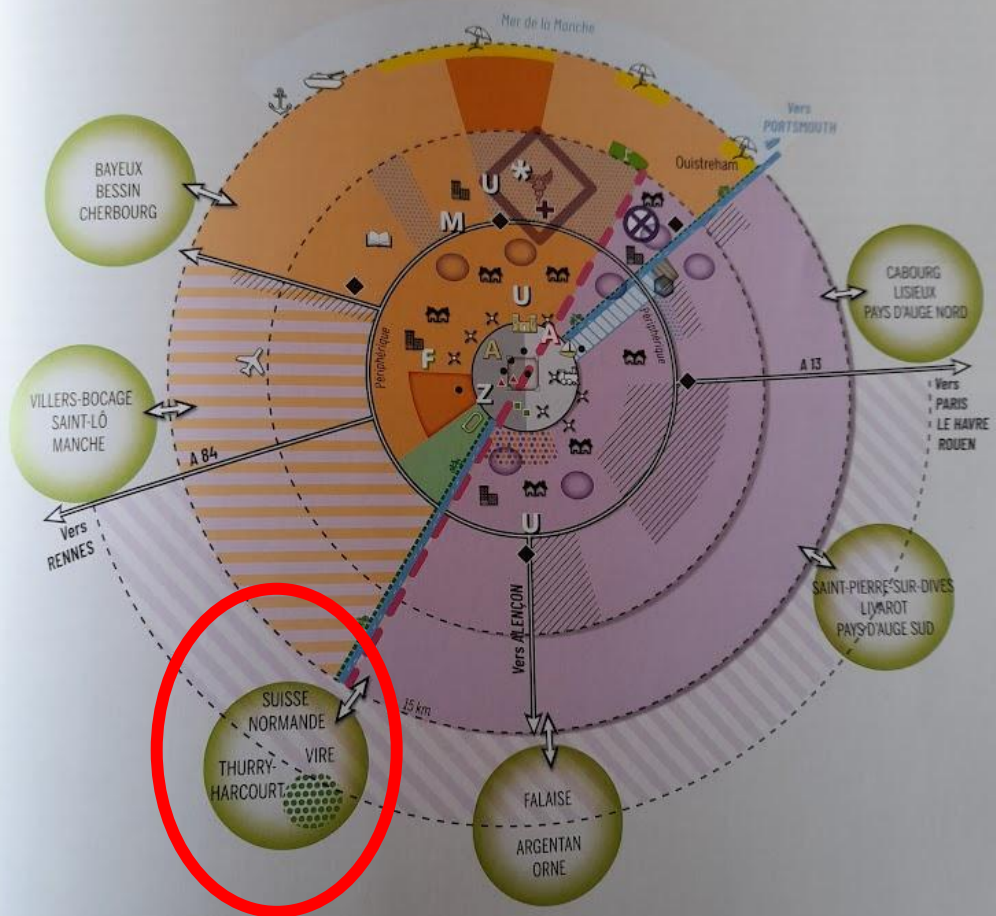 Mer de la Manche
Vers
PORTSMOUTH
Ouistreham
BAYEUX
BESSIN
CHERBOURG
U
M
CABOURG
LISIEUX
PAYS D'AUGE NORD
U
Périphérique
Périphérique
A
A
F
Z
A 13
Vers
PARIS
LE HAVRE
ROUEN
VILLERS-BOCAGE
SAINT-LÔ
MANCHE
A 84
Vers
RENNES
U
SAINT-PIERRE-SUR-DIVES
LIVAROT
PAYS D'AUGE SUD
Vers ALENÇON
15 km
SUISSE
NORMANDE
VIRE
THURRY-
HARCOURT
FALAISE
ARGENTAN
ORNE